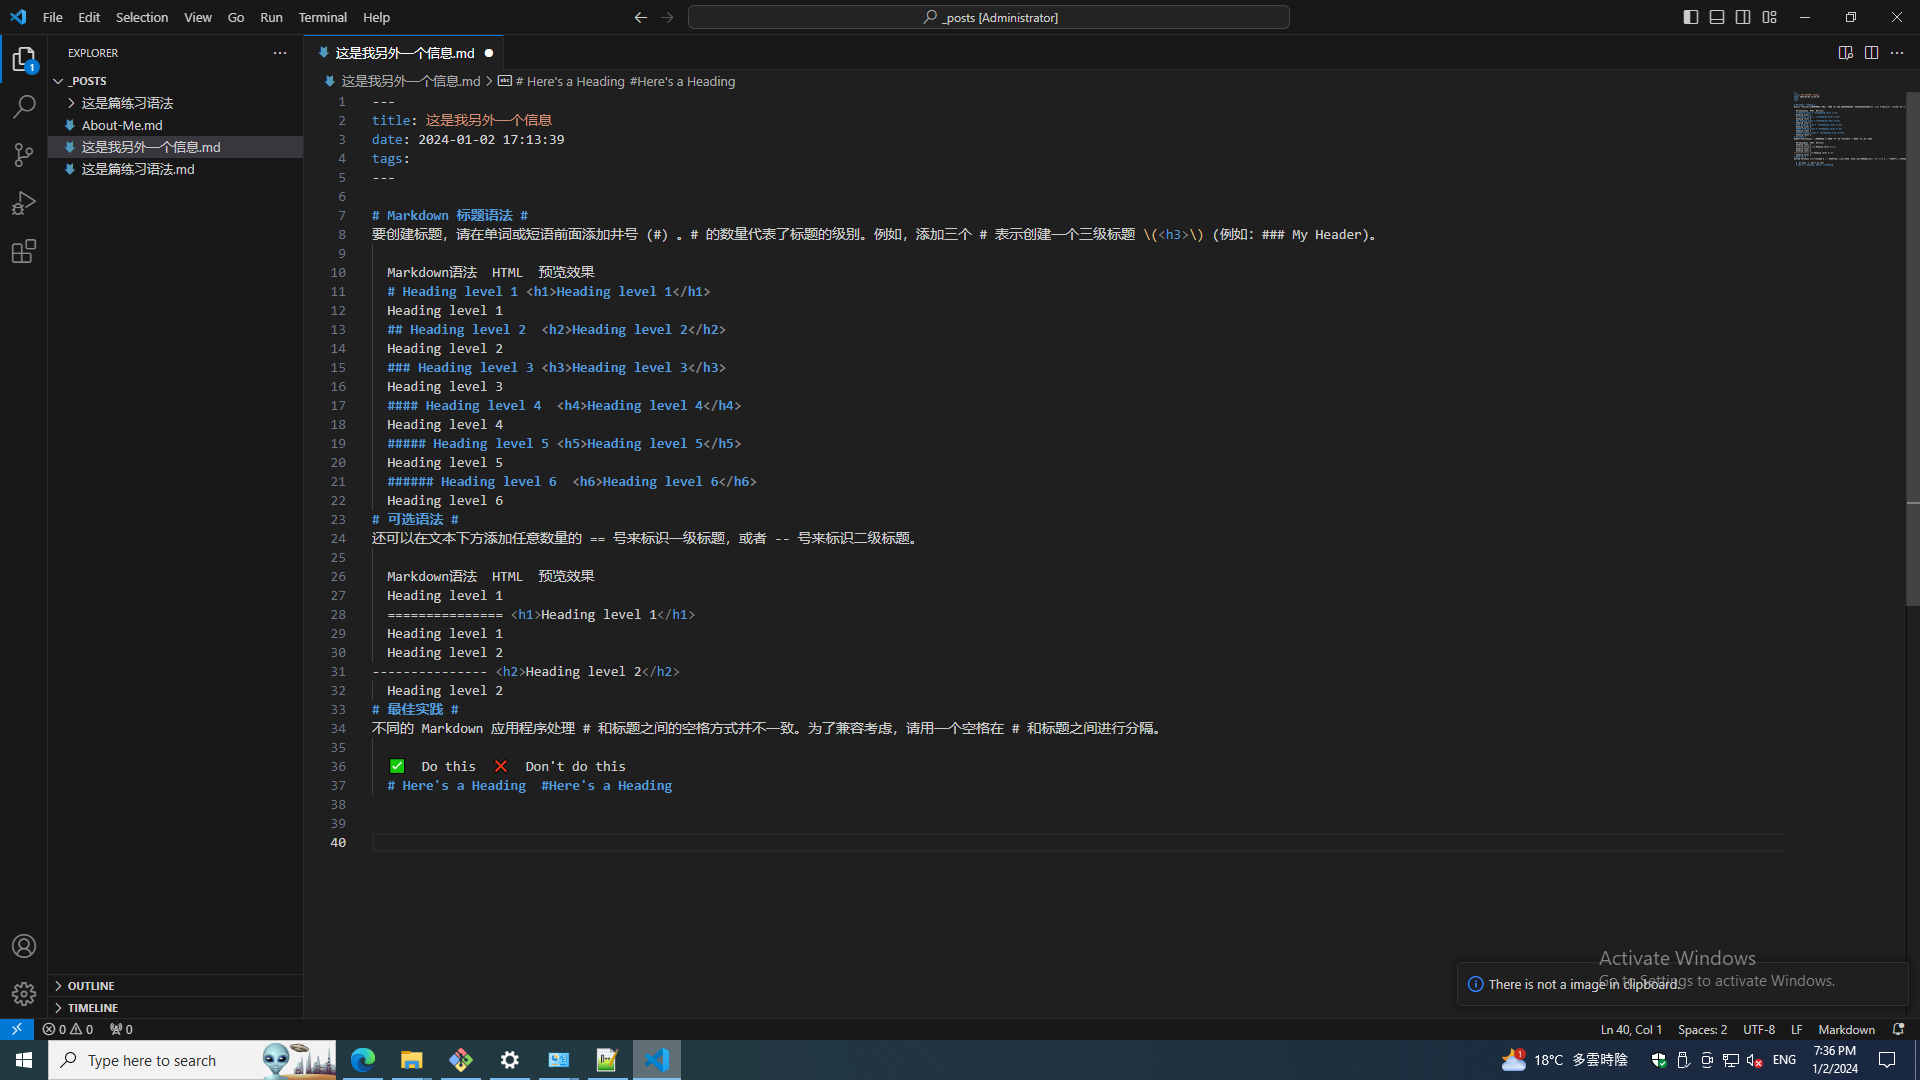 File Edit Selection View Go Run Terminal Help
_posts [Administrator]
EXPLORER
这是我另外一个信息.md
_POSTS
这是我另外一个信息.md > # Here's a Heading  #Here's a Heading
这是篇练习语法
About-Me.md
这是我另外一个信息.md
这是篇练习语法.md
1 ---
2 title: 这是我另外一个信息
3 date: 2024-01-02 17:13:39
4 tags:
5 ---
6
7 # Markdown 标题语法 #
8 要创建标题，请在单词或短语前面添加井号 (#) 。# 的数量代表了标题的级别。例如，添加三个 # 表示创建一个三级标题 \(<h3>\) (例如：### My Header)。
9
10 Markdown语法  HTML  预览效果
11 # Heading level 1 <h1>Heading level 1</h1>
12 Heading level 1
13 ## Heading level 2  <h2>Heading level 2</h2>
14 Heading level 2
15 ### Heading level 3 <h3>Heading level 3</h3>
16 Heading level 3
17 #### Heading level 4  <h4>Heading level 4</h4>
18 Heading level 4
19 ##### Heading level 5 <h5>Heading level 5</h5>
20 Heading level 5
21 ###### Heading level 6  <h6>Heading level 6</h6>
22 Heading level 6
23 # 可选语法 #
24 还可以在文本下方添加任意数量的 == 号来标识一级标题，或者 -- 号来标识二级标题。
25
26 Markdown语法  HTML  预览效果
27 Heading level 1
28 =============== <h1>Heading level 1</h1>
29 Heading level 1
30 Heading level 2
31 --------------- <h2>Heading level 2</h2>
32 Heading level 2
33 # 最佳实践 #
34 不同的 Markdown 应用程序处理 # 和标题之间的空格方式并不一致。为了兼容考虑，请用一个空格在 # 和标题之间进行分隔。
35
36 ✅  Do this  ❌  Don't do this
37 # Here's a Heading  #Here's a Heading
38
39
40
OUTLINE
TIMELINE
Activate Windows
Go to Settings to activate Windows.
There is not a image in clipboard.
0 0 0
Ln 40, Col 1 Spaces: 2 UTF-8 LF Markdown
Type here to search
1 18°C 多雲時陰 ENG
7:36 PM
1/2/2024